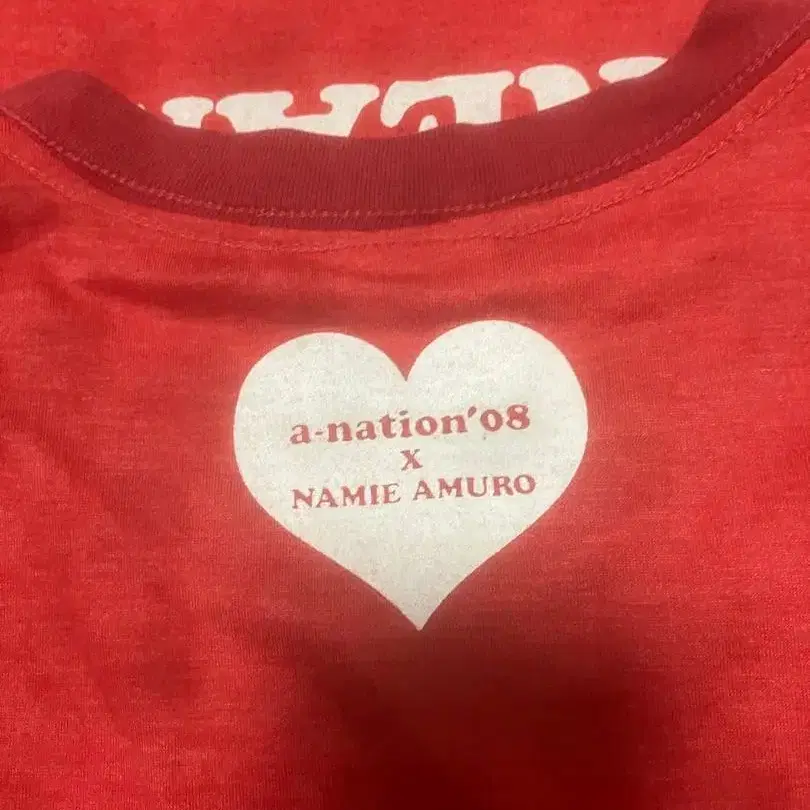 a-nation'08
X
NAMIE AMURO